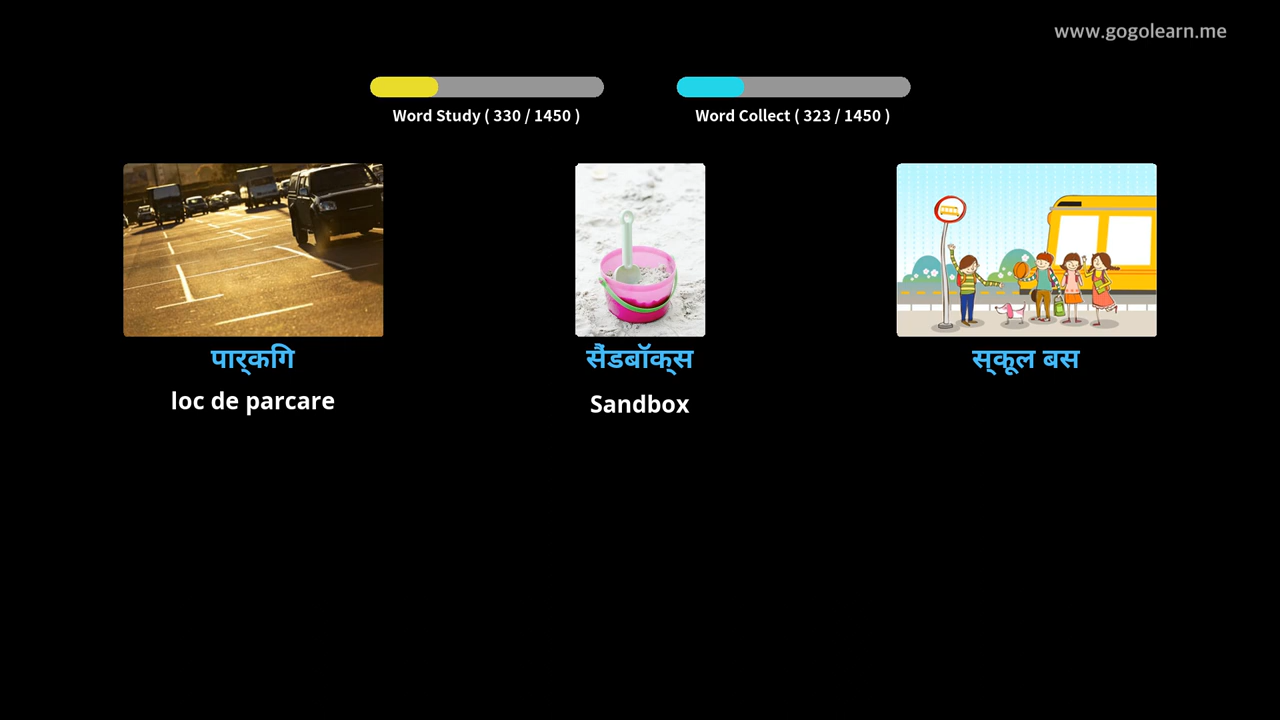 www.gogolearn.me
Word Study ( 330 / 1450 )
Word Collect ( 323 / 1450 )
पार्कगि
सैंडबॉक्स
स्कूल बस
loc de parcare
Sandbox